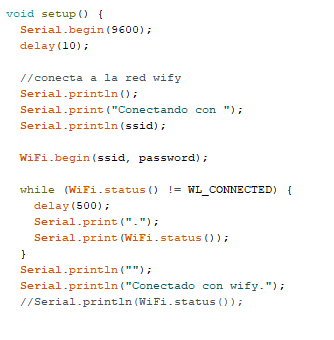 void setup() {
  Serial.begin(9600);
  delay(10);

  //conecta a la red wify
  Serial.println();
  Serial.print("Conectando con ");
  Serial.println(ssid);

  WiFi.begin(ssid, password);

  while (WiFi.status() != WL_CONNECTED) {
    delay(500);
    Serial.print(".");
    Serial.print(WiFi.status());
  }
  Serial.println("");
  Serial.println("Conectado con wify.");
  //Serial.println(WiFi.status());